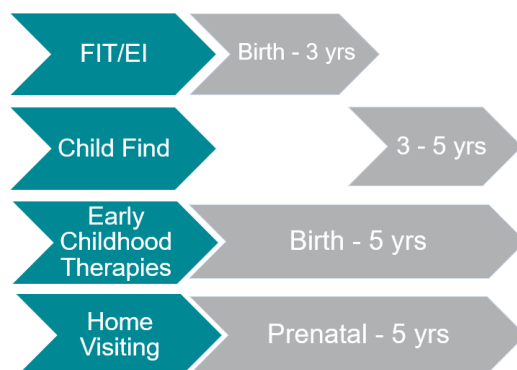 FIT/EI
Birth - 3 yrs
Child Find
3 - 5 yrs
Early
Childhood
Therapies
Birth - 5 yrs
Home
Visiting
Prenatal - 5 yrs